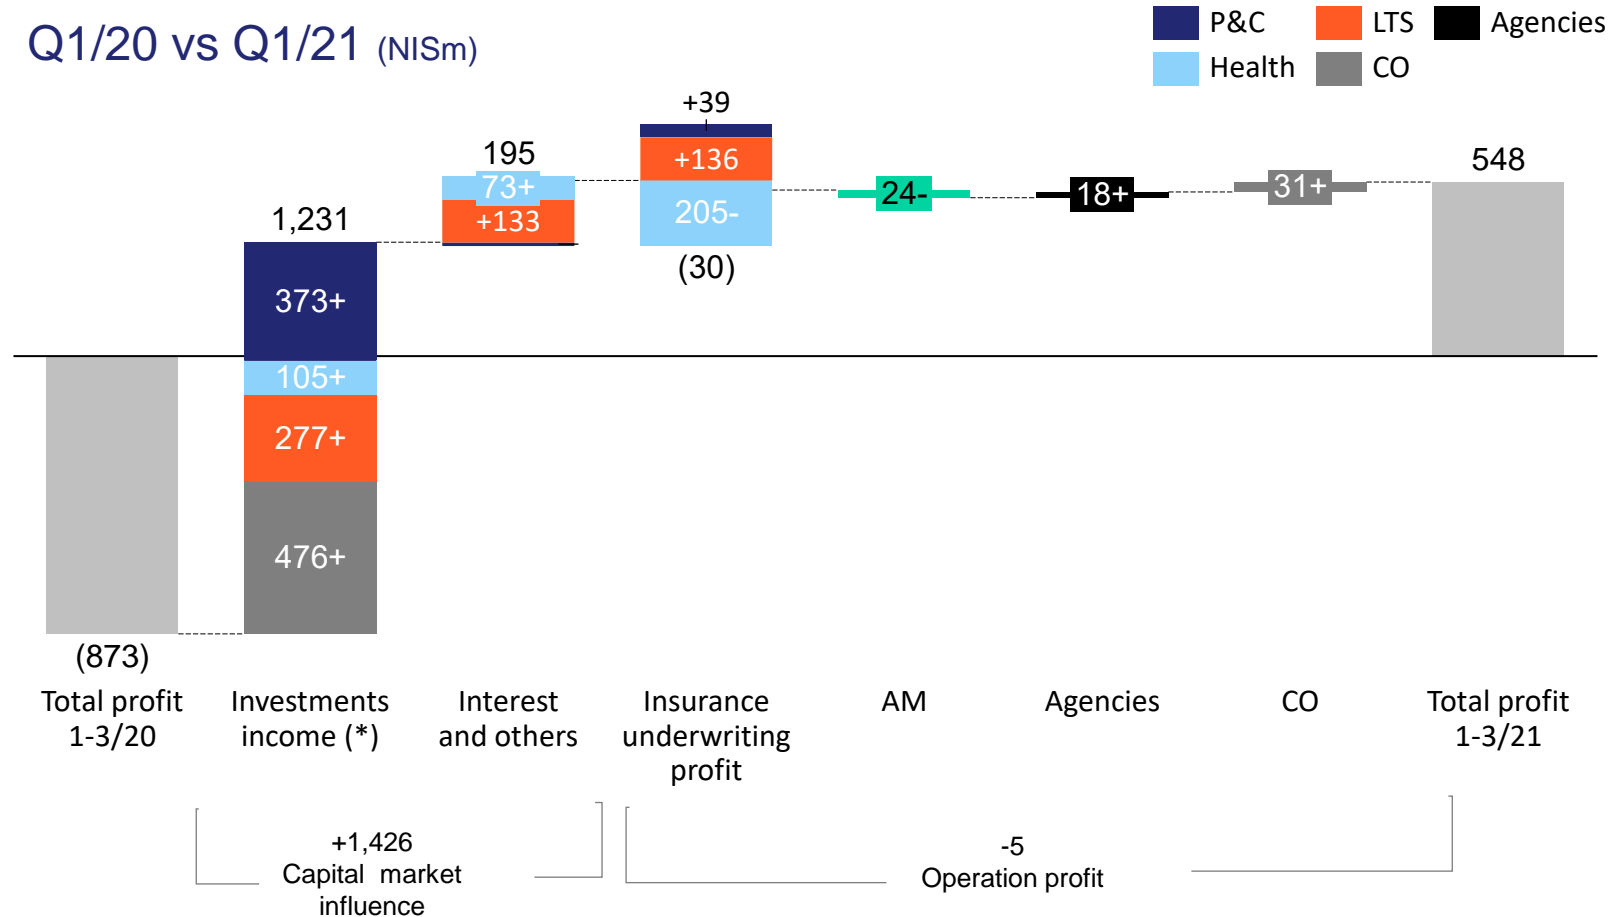 Q1/20 vs Q1/21 (NISm)
P&C
LTS
Agencies
Health
CO
+39
195
+136
548
73+
24-
18+
31+
1,231
+133
205-
(30)
373+
105+
277+
476+
(873)
Total profit
1-3/20
Investments
income (*)
Interest
and others
Insurance
underwriting
profit
AM
Agencies
CO
Total profit
1-3/21
+1,426
Capital market
influence
-5
Operation profit